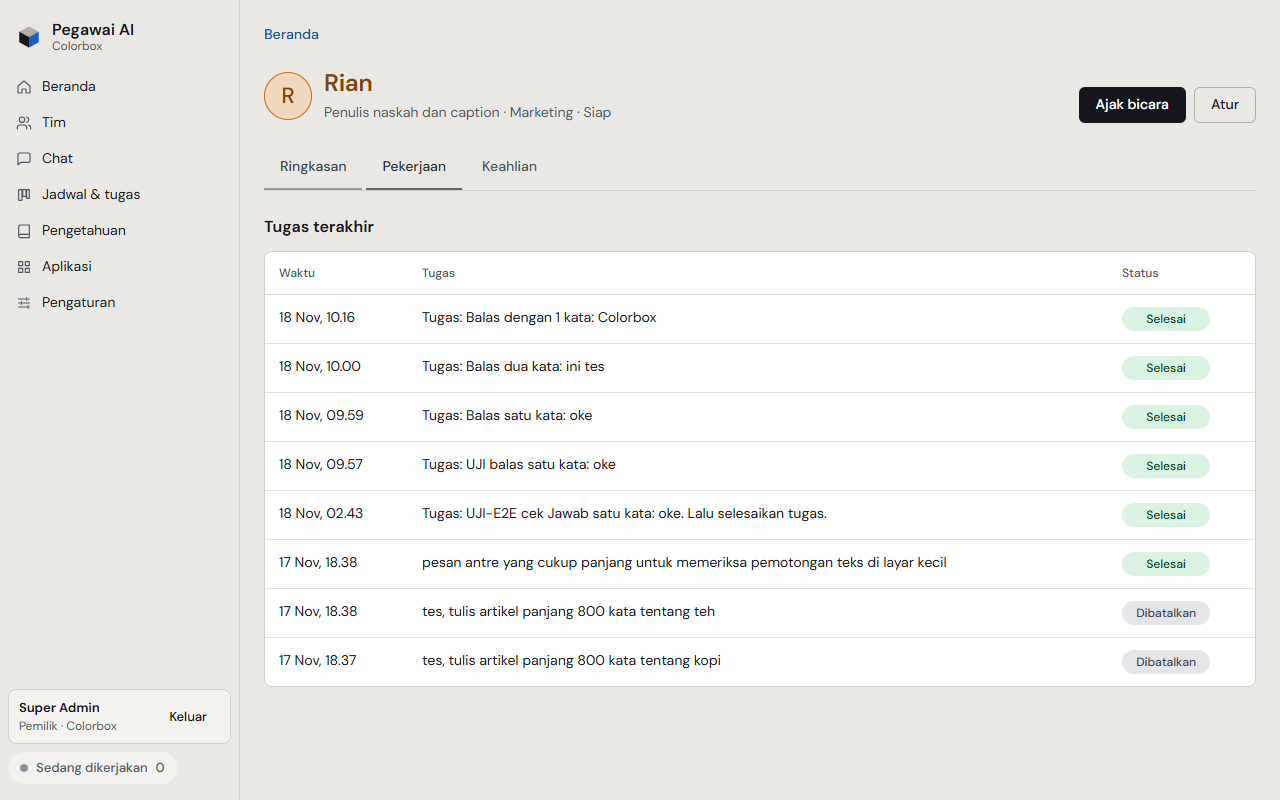 Pegawai AI
Colorbox
Beranda
Tim
Chat
Jadwal & tugas
Pengetahuan
Aplikasi
Pengaturan
Super Admin
Pemilik · Colorbox
Keluar
Sedang dikerjakan 0
Beranda
R
Rian
Penulis naskah dan caption · Marketing · Siap
Ajak bicara
Atur
Ringkasan Pekerjaan Keahlian
Tugas terakhir
Waktu Tugas Status
18 Nov, 10.16 Tugas: Balas dengan 1 kata: Colorbox Selesai
18 Nov, 10.00 Tugas: Balas dua kata: ini tes Selesai
18 Nov, 09.59 Tugas: Balas satu kata: oke Selesai
18 Nov, 09.57 Tugas: UJI balas satu kata: oke Selesai
18 Nov, 02.43 Tugas: UJI-E2E cek Jawab satu kata: oke. Lalu selesaikan tugas. Selesai
17 Nov, 18.38 pesan antre yang cukup panjang untuk memeriksa pemotongan teks di layar kecil Selesai
17 Nov, 18.38 tes, tulis artikel panjang 800 kata tentang teh Dibatalkan
17 Nov, 18.37 tes, tulis artikel panjang 800 kata tentang kopi Dibatalkan